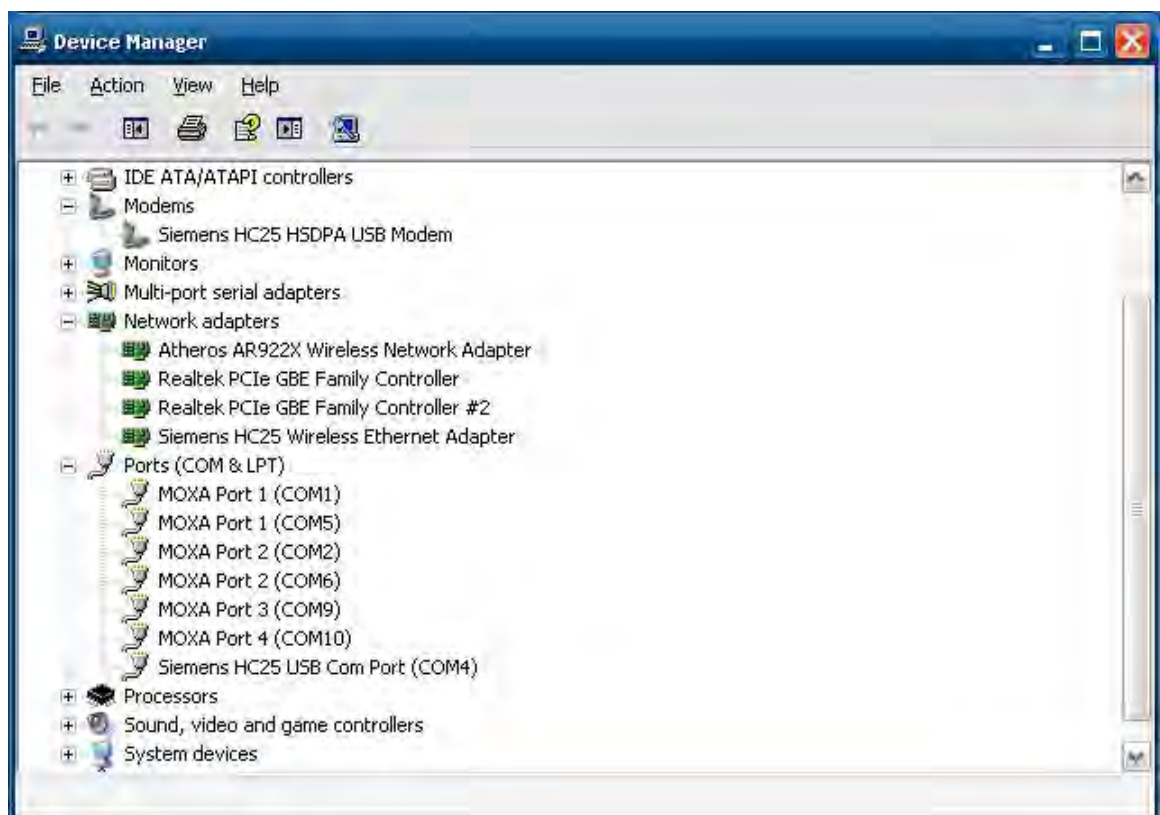 Device Manager
File Action View Help
IDE ATA/ATAPI controllers
Modems
Siemens HC25 HSDPA USB Modem
Monitors
Multi-port serial adapters
Network adapters
Atheros AR922X Wireless Network Adapter
Realtek PCIe GBE Family Controller
Realtek PCIe GBE Family Controller #2
Siemens HC25 Wireless Ethernet Adapter
Ports (COM & LPT)
MOXA Port 1 (COM1)
MOXA Port 1 (COM5)
MOXA Port 2 (COM2)
MOXA Port 2 (COM6)
MOXA Port 3 (COM9)
MOXA Port 4 (COM10)
Siemens HC25 USB Com Port (COM4)
Processors
Sound, video and game controllers
System devices